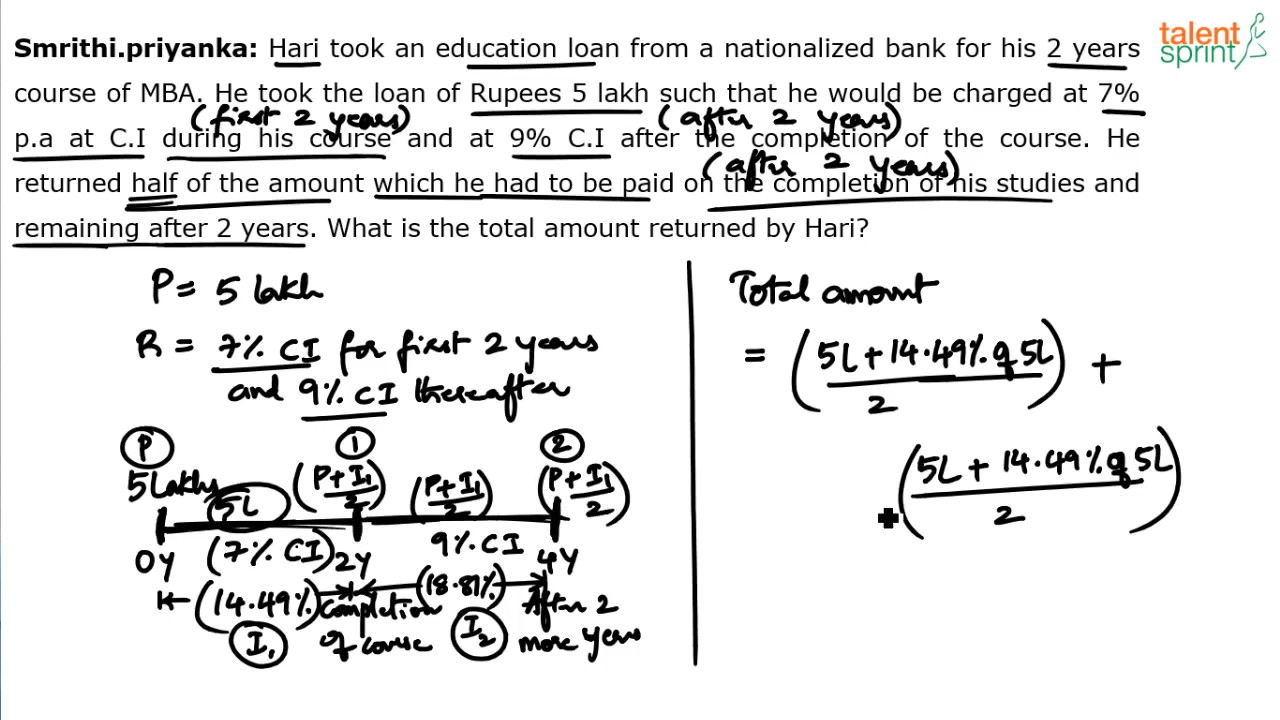 talent
sprint
Smrithi.priyanka: Hari took an education loan from a nationalized bank for his 2 years
course of MBA. He took the loan of Rupees 5 lakh such that he would be charged at 7%
(first 2 years) (after 2 years)
p.a at C.I during his course and at 9% C.I after the completion of the course. He
(after 2 years)
returned half of the amount which he had to be paid on the completion of his studies and
remaining after 2 years. What is the total amount returned by Hari?
P = 5 lakh
R = 7% CI for first 2 years
and 9% CI thereafter
P 1 2
5 Lakhs 5L (P+I₁/2) (P+I₁/2) (P+I₁/2)
0Y (7% CI) 2Y 9% CI 4Y
(14.49%) Completion (18.81%) After 2
I₁ of course I₂ more years
Total amount
= (5L + 14.49% of 5L / 2) +
(5L + 14.49% of 5L / 2)